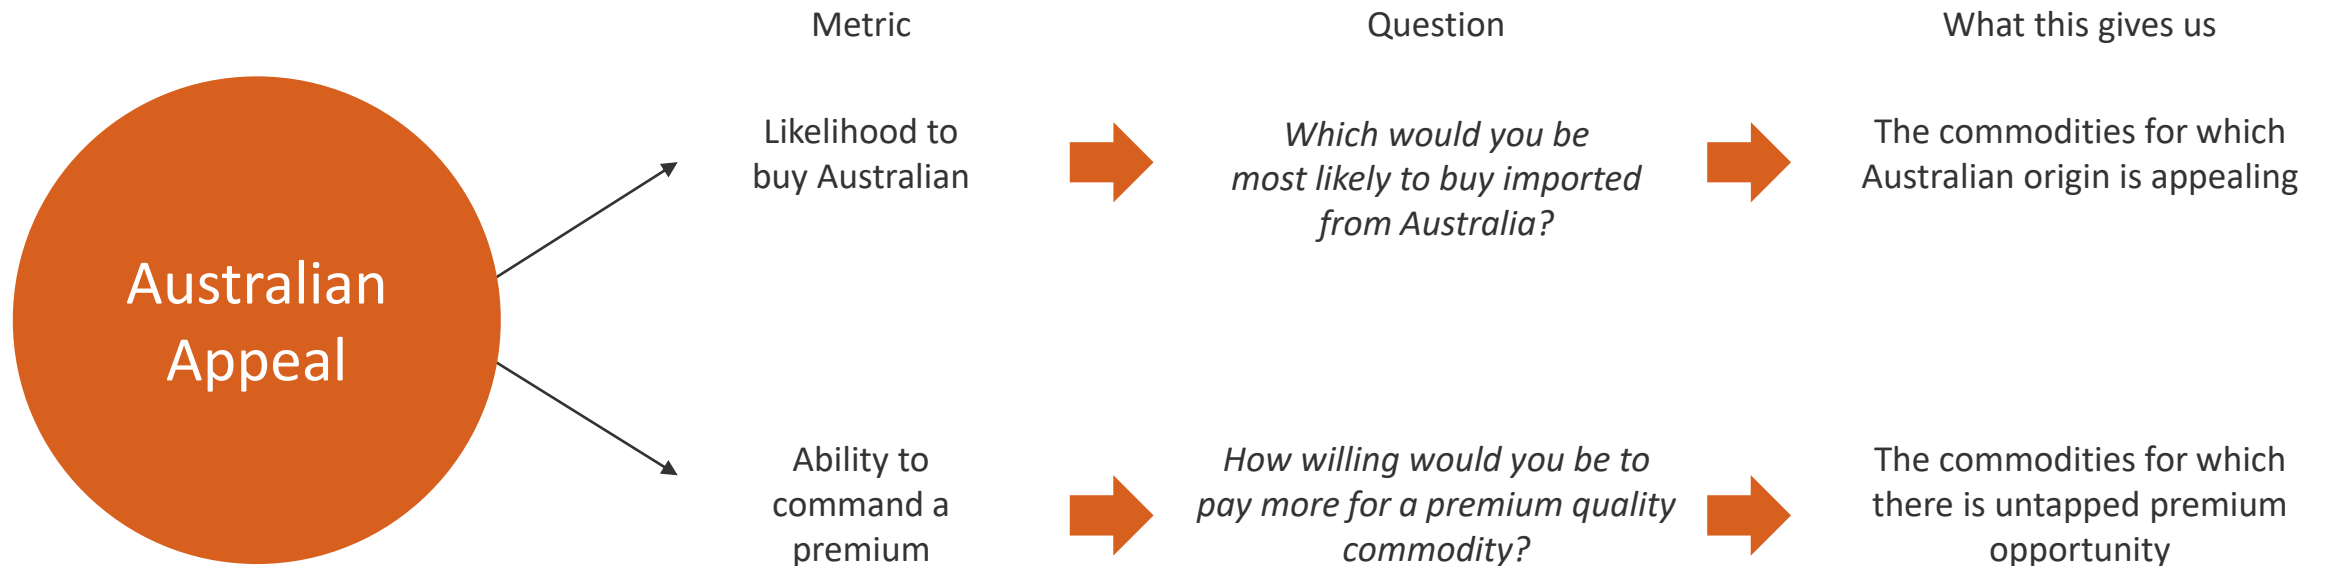 Metric
Question
What this gives us
Australian
Appeal
Likelihood to
buy Australian
Which would you be
most likely to buy imported
from Australia?
The commodities for which
Australian origin is appealing
Ability to
command a
premium
How willing would you be to
pay more for a premium quality
commodity?
The commodities for which
there is untapped premium
opportunity